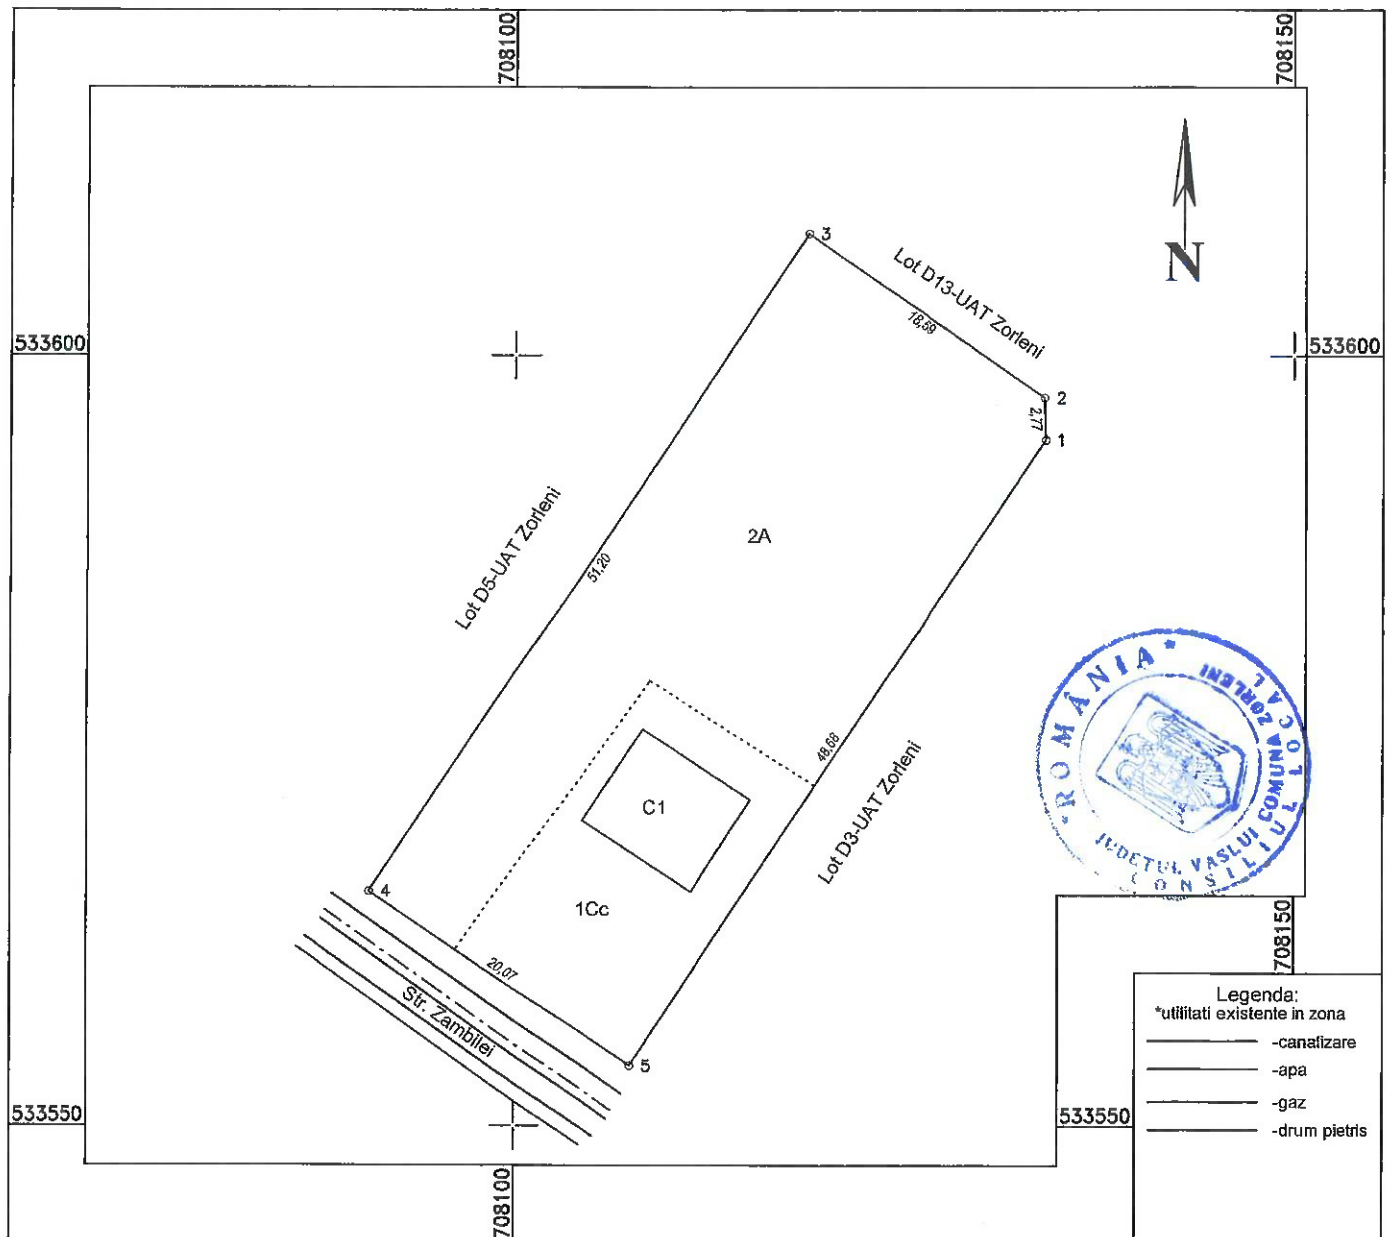 708100
708150
3
Lot D13-UAT Zorleni
18,59
N
533600
533600
2
2,77
1
2A
Lot D5-UAT Zorleni
51,20
*ROMÂNIA*
CONSILIUL LOCAL
JUDETUL VASLUI COMUNA ZORLENI
48,68
Lot D3-UAT Zorleni
C1
4
1Cc
20,07
Str. Zambilei
5
708150
Legenda:
*utilitati existente in zona
-canalizare
-apa
-gaz
-drum pietris
533550
533550
708100